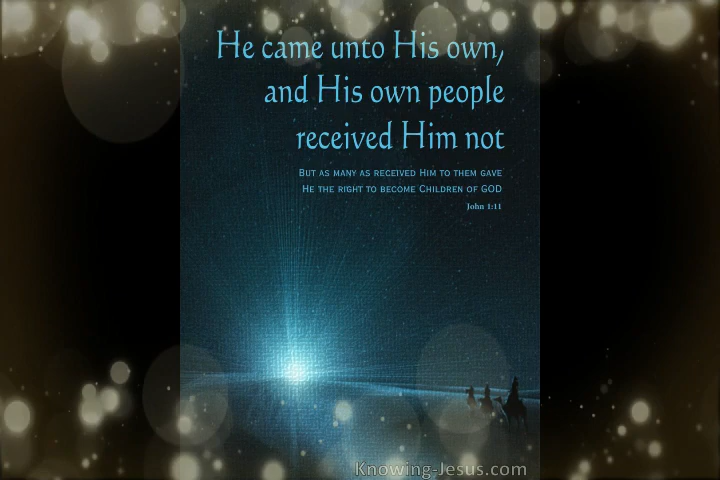 He came unto His own,
and His own people
received Him not
But as many as received Him to them gave
He the right to become Children of GOD
John 1:11
Knowing-Jesus.com